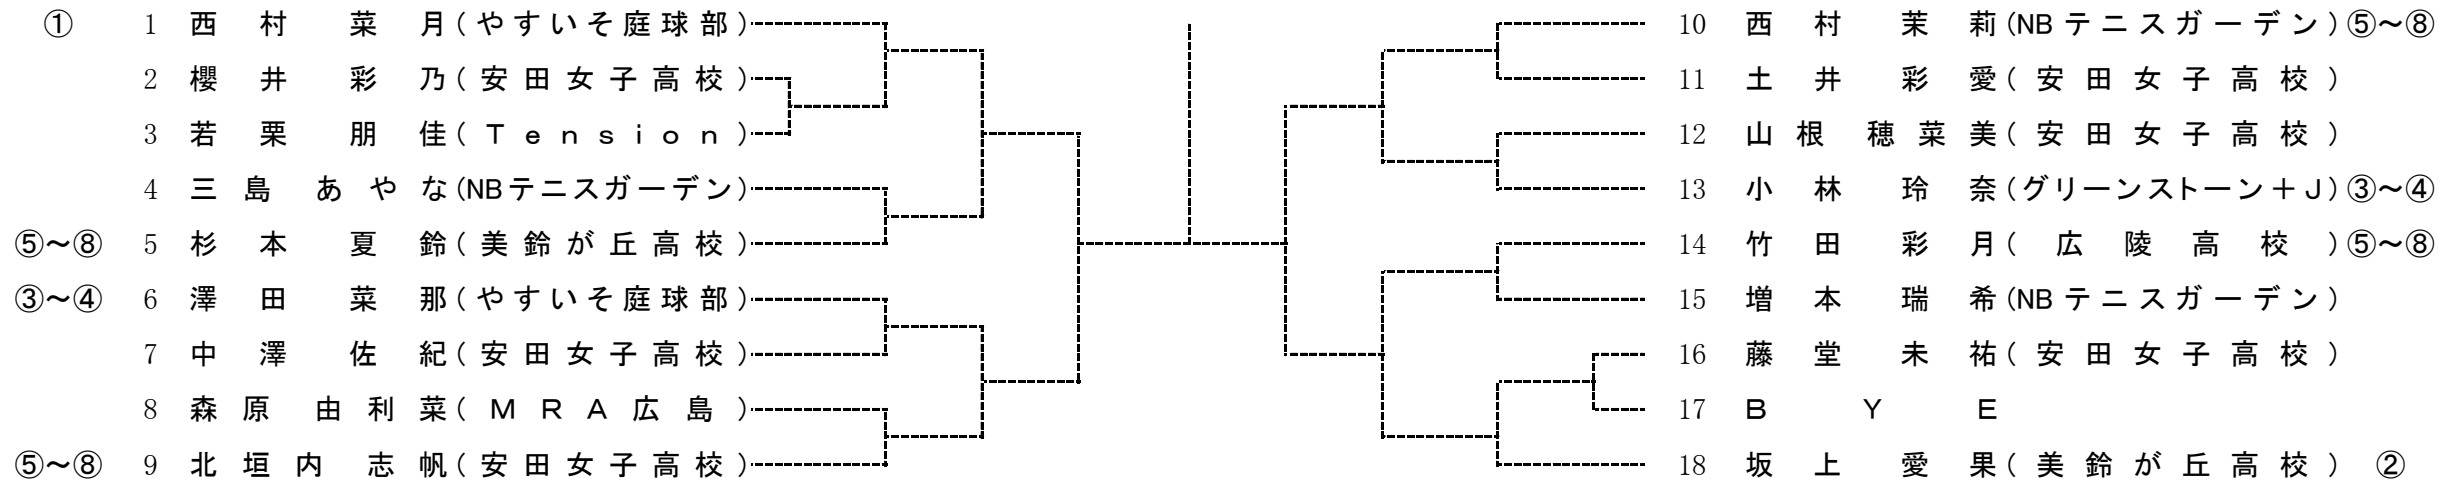 ① 1 西村 菜月(やすいそ庭球部)
2 櫻井 彩乃(安田女子高校)
3 若栗 朋佳(Tension)
4 三島 あやな(NBテニスガーデン)
⑤～⑧ 5 杉本 夏鈴(美鈴が丘高校)
③～④ 6 澤田 菜那(やすいそ庭球部)
7 中澤 佐紀(安田女子高校)
8 森原 由利菜(MRA広島)
⑤～⑧ 9 北垣内 志帆(安田女子高校)
10 西村 茉莉(NBテニスガーデン)⑤～⑧
11 土井 彩愛(安田女子高校)
12 山根 穂菜美(安田女子高校)
13 小林 玲奈(グリーンストーン＋J)③～④
14 竹田 彩月(広陵高校)⑤～⑧
15 増本 瑞希(NBテニスガーデン)
16 藤堂 未祐(安田女子高校)
17 BYE
18 坂上 愛果(美鈴が丘高校) ②